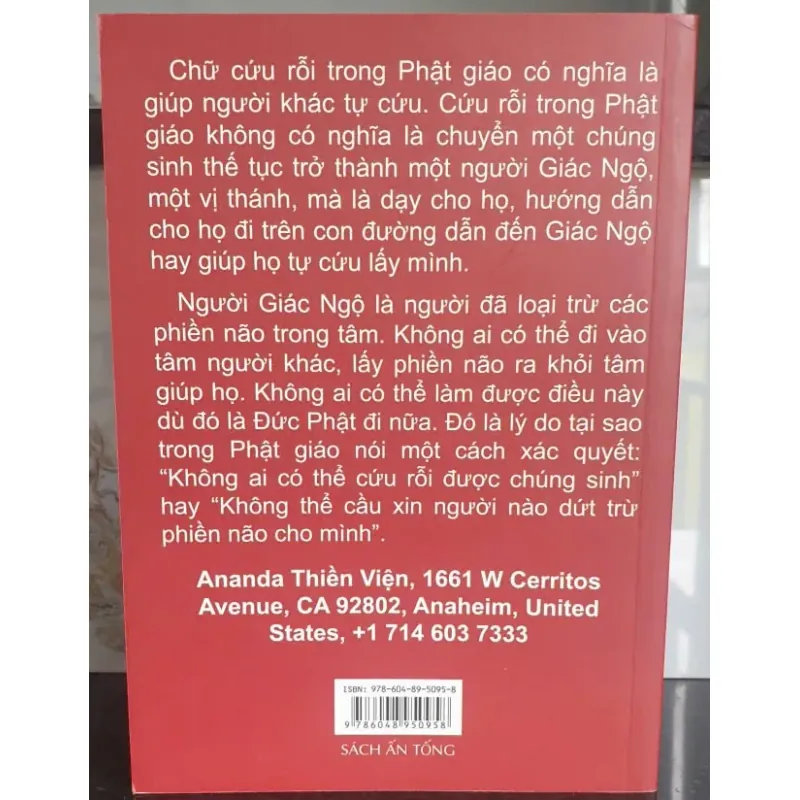 Chữ cứu rỗi trong Phật giáo có nghĩa là
giúp người khác tự cứu. Cứu rỗi trong Phật
giáo không có nghĩa là chuyển một chúng
sinh thế tục trở thành một người Giác Ngộ,
một vị thánh, mà là dạy cho họ, hướng dẫn
cho họ đi trên con đường dẫn đến Giác Ngộ
hay giúp họ tự cứu lấy mình.
Người Giác Ngộ là người đã loại trừ các
phiền não trong tâm. Không ai có thể đi vào
tâm người khác, lấy phiền não ra khỏi tâm
giúp họ. Không ai có thể làm được điều này
dù đó là Đức Phật đi nữa. Đó là lý do tại sao
trong Phật giáo nói một cách xác quyết:
“Không ai có thể cứu rỗi được chúng sinh”
hay “Không thể cầu xin người nào dứt trừ
phiền não cho mình”.
Ananda Thiền Viện, 1661 W Cerritos
Avenue, CA 92802, Anaheim, United
States, +1 714 603 7333
ISBN: 978-604-89-5095-8
9 786048 950958
SÁCH ẤN TỐNG